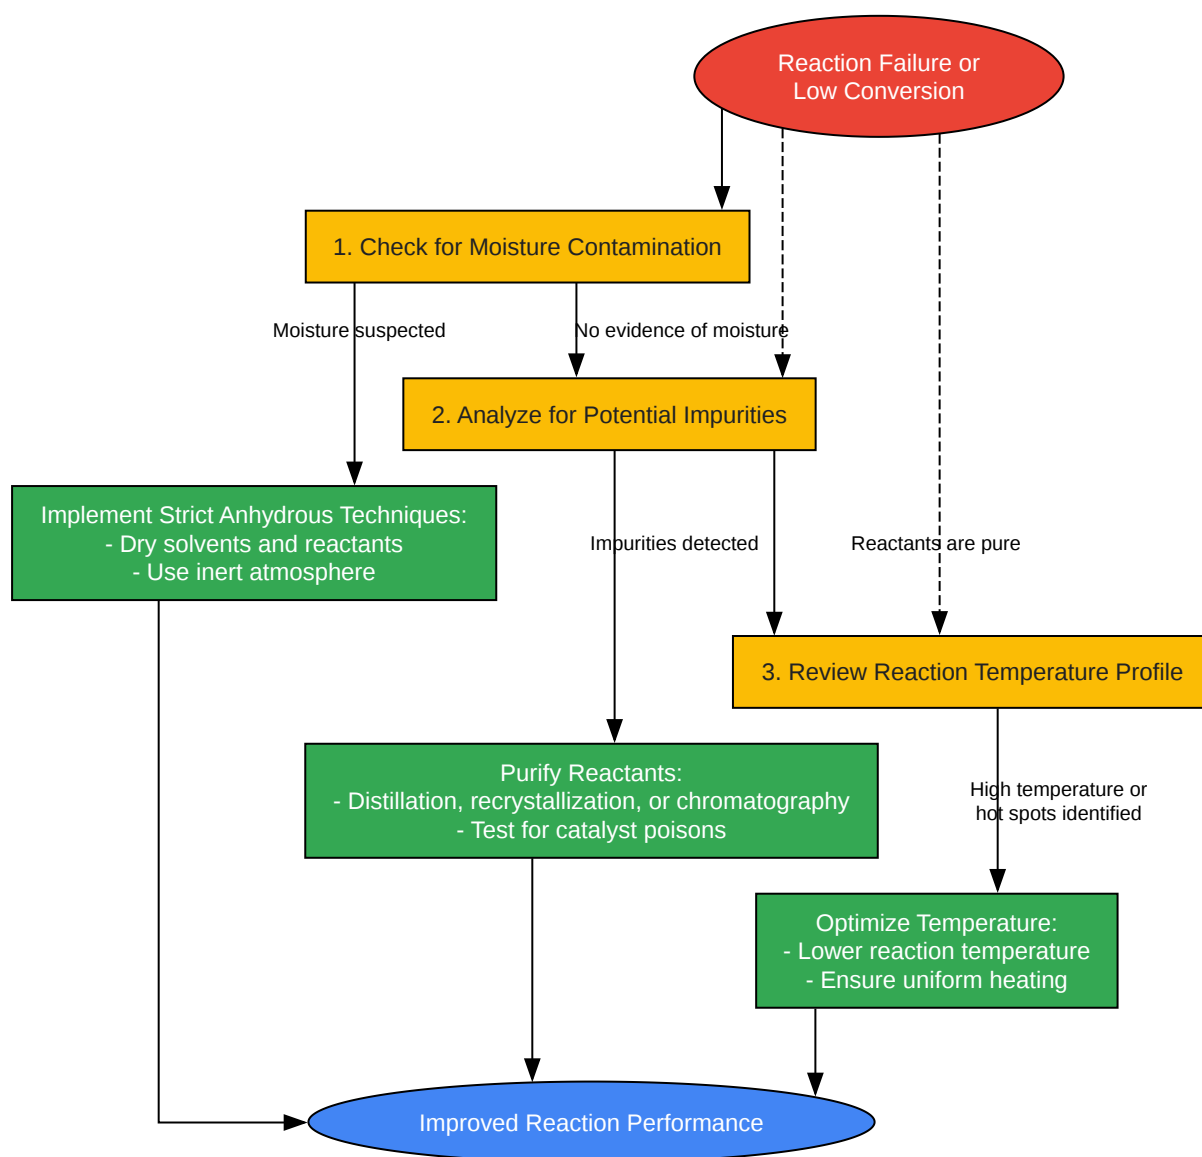 Reaction Failure or
Low Conversion
1. Check for Moisture Contamination
Moisture suspected
No evidence of moisture
2. Analyze for Potential Impurities
Implement Strict Anhydrous Techniques:
- Dry solvents and reactants
- Use inert atmosphere
Impurities detected
Reactants are pure
3. Review Reaction Temperature Profile
Purify Reactants:
- Distillation, recrystallization, or chromatography
- Test for catalyst poisons
High temperature or
hot spots identified
Optimize Temperature:
- Lower reaction temperature
- Ensure uniform heating
Improved Reaction Performance